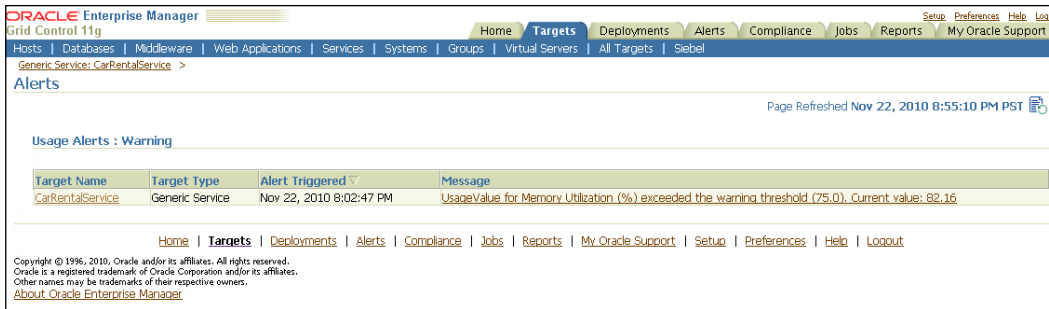 ORACLE Enterprise Manager
Grid Control 11g
Setup Preferences Help
Home Targets Deployments Alerts Compliance Jobs Reports My Oracle Support
Hosts | Databases | Middleware | Web Applications | Services | Systems | Groups | Virtual Servers | All Targets | Siebel
Generic Service: CarRentalService >
Alerts
Page Refreshed Nov 22, 2010 8:55:10 PM PST
Usage Alerts : Warning
Target Name Target Type Alert Triggered Message
CarRentalService Generic Service Nov 22, 2010 8:02:47 PM UsageValue for Memory Utilization (%) exceeded the warning threshold (75.0). Current value: 82.16
Home | Targets | Deployments | Alerts | Compliance | Jobs | Reports | My Oracle Support | Setup | Preferences | Help | Logout
Copyright © 1996, 2010, Oracle and/or its affiliates. All rights reserved.
Oracle is a registered trademark of Oracle Corporation and/or its affiliates.
Other names may be trademarks of their respective owners.
About Oracle Enterprise Manager